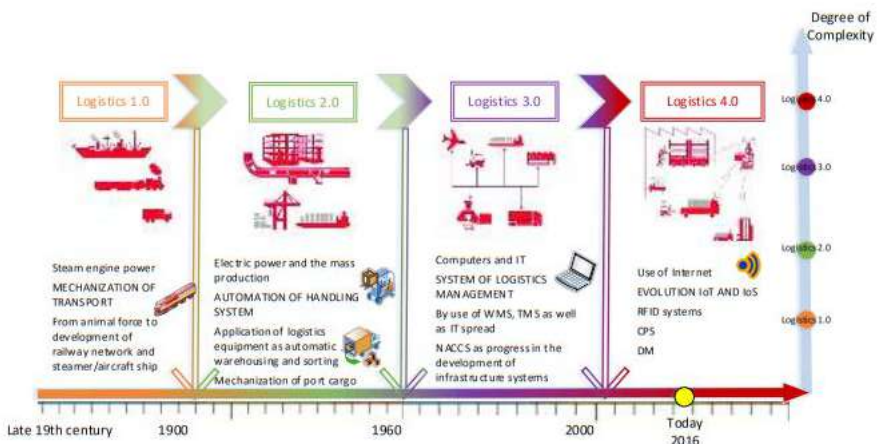 Degree of
Complexity
Logistics 1.0
Logistics 2.0
Logistics 3.0
Logistics 4.0
Logistics 4.0
Logistics 3.0
Logistics 2.0
Logistics 1.0
Steam engine power
MECHANIZATION OF
TRANSPORT
From animal force to
development of
railway network and
steamer/aircraft ship
Electric power and the mass
production
AUTOMATION OF HANDLING
SYSTEM
Application of logistics
equipment as automatic
warehousing and sorting
Mechanization of port cargo
Computers and IT
SYSTEM OF LOGISTICS
MANAGEMENT
By use of WMS, TMS as well
as IT spread
NACCS as progress in the
development of
infrastructure systems
Use of Internet
EVOLUTION IoT AND IoS
RFID systems
CPS
DM
Late 19th century
1900
1960
2000
Today
2016